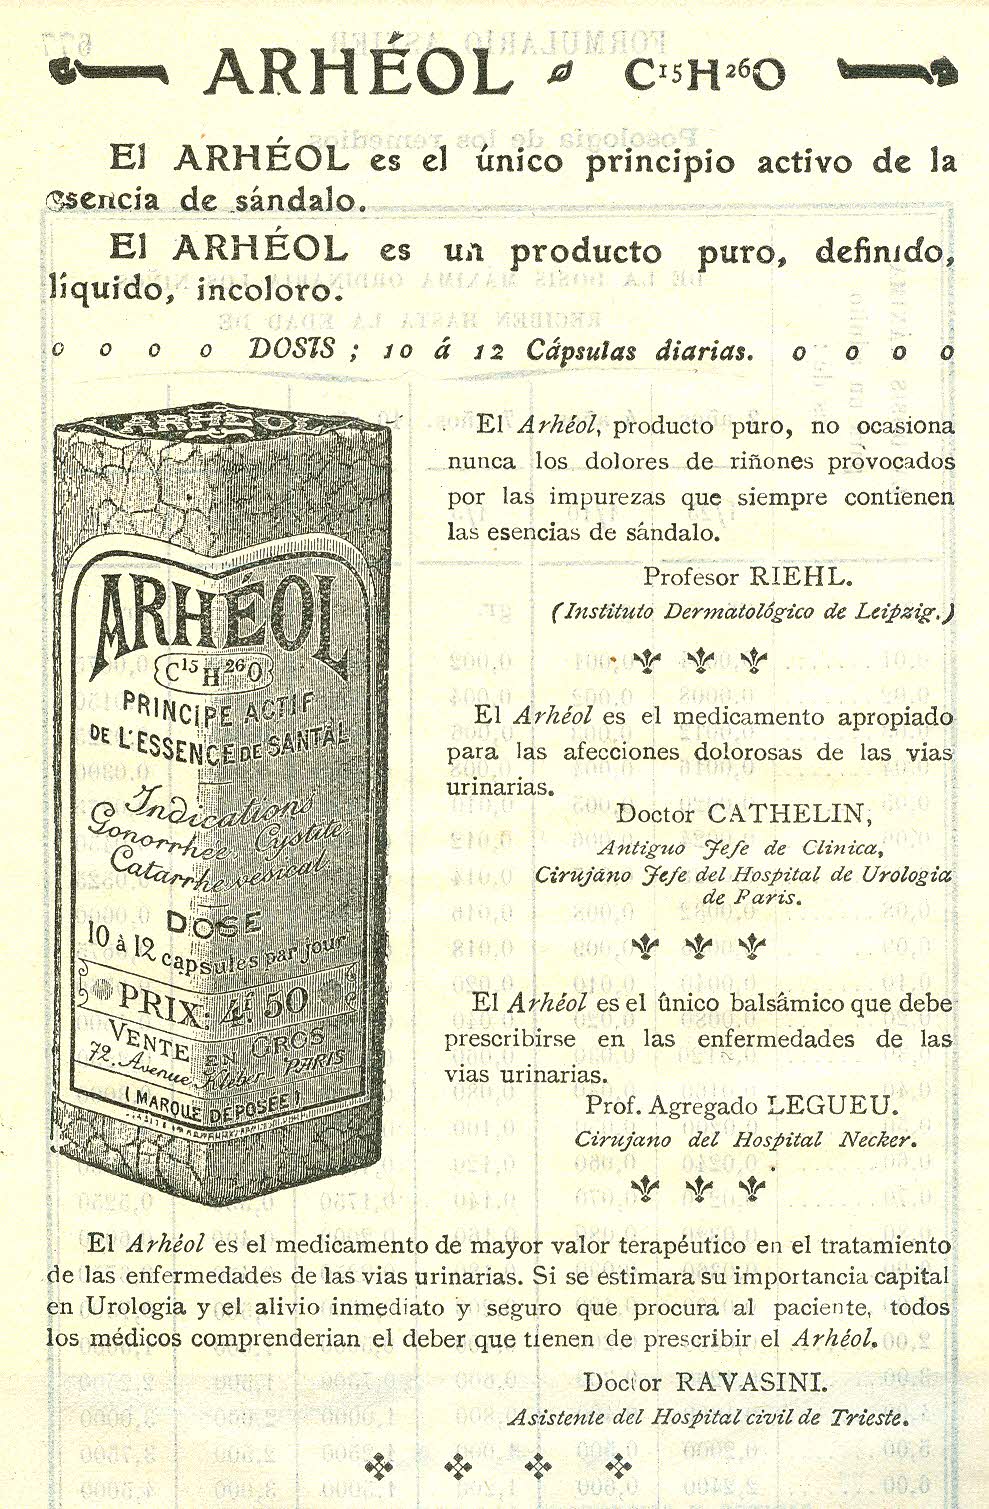 ARHÉOL C¹⁵H²⁶O
El ARHÉOL es el único principio activo de la
esencia de sándalo.
El ARHÉOL es un producto puro, definido,
líquido, incoloro.
o o o o DOSIS ; 10 á 12 Cápsulas diarias. o o o o
ARHÉOL
ARHÉOL
C¹⁵H²⁶O
PRINCIPE ACTIF
DE L'ESSENCE DE SANTAL
Indications
Gonorrhée, Cystite
Catarrhe vesical.
DOSE
10 à 12 capsules par jour
PRIX: 4f. 50
VENTE EN GROS
72. Avenue Kléber - PARIS
(MARQUE DEPOSÉE)
El Arhéol, producto puro, no ocasiona
nunca los dolores de riñones provocados
por las impurezas que siempre contienen
las esencias de sándalo.
Profesor RIEHL.
(Instituto Dermatológico de Leipzig.)
El Arhéol es el medicamento apropiado
para las afecciones dolorosas de las vias
urinarias.
Doctor CATHELIN,
Antiguo Jefe de Clinica,
Cirujano Jefe del Hospital de Urologia
de Paris.
El Arhéol es el ûnico balsâmico que debe
prescribirse en las enfermedades de las
vias urinarias.
Prof. Agregado LEGUEU.
Cirujano del Hospital Necker.
El Arhéol es el medicamento de mayor valor terapéutico en el tratamiento
de las enfermedades de las vias urinarias. Si se estimara su importancia capital
en Urologia y el alivio inmediato y seguro que procura al paciente, todos
los médicos comprenderian el deber que tienen de prescribir el Arhéol.
Doctor RAVASINI.
Asistente del Hospital civil de Trieste.